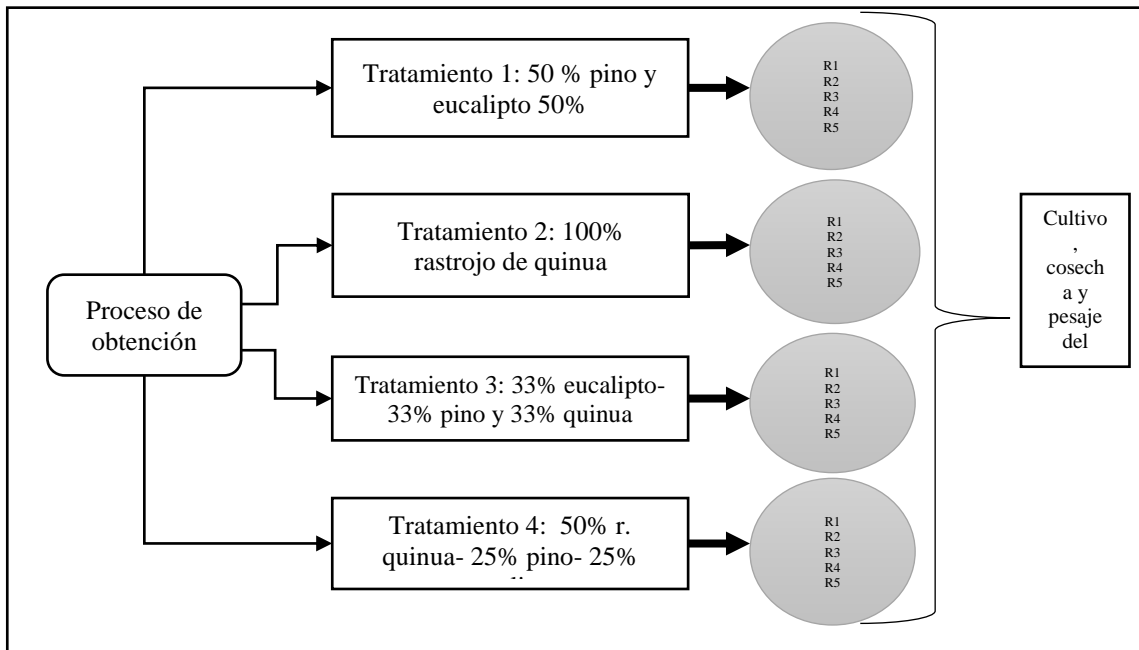 Tratamiento 1: 50 % pino y
eucalipto 50%
R1
R2
R3
R4
R5
Tratamiento 2: 100%
rastrojo de quinua
R1
R2
R3
R4
R5
Proceso de
obtención
Cultivo
,
cosech
a y
pesaje
del
Tratamiento 3: 33% eucalipto-
33% pino y 33% quinua
R1
R2
R3
R4
R5
Tratamiento 4: 50% r.
quinua- 25% pino- 25%
R1
R2
R3
R4
R5